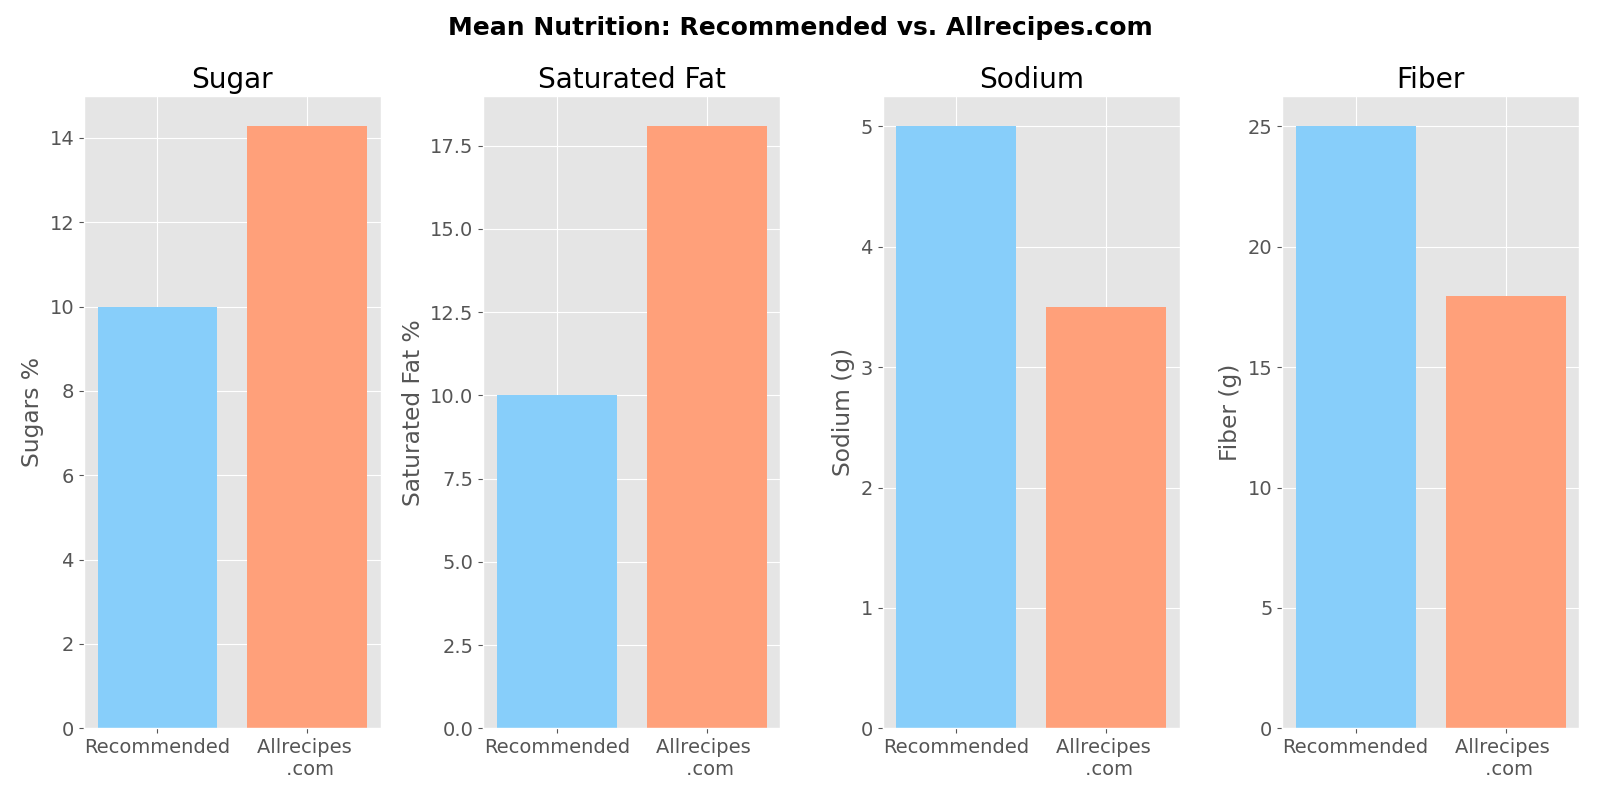 Mean Nutrition: Recommended vs. Allrecipes.com
Sugar
Sugars %
14
12
10
8
6
4
2
0
Recommended
Allrecipes
.com
Saturated Fat
Saturated Fat %
17.5
15.0
12.5
10.0
7.5
5.0
2.5
0.0
Recommended
Allrecipes
.com
Sodium
Sodium (g)
5
4
3
2
1
0
Recommended
Allrecipes
.com
Fiber
Fiber (g)
25
20
15
10
5
0
Recommended
Allrecipes
.com